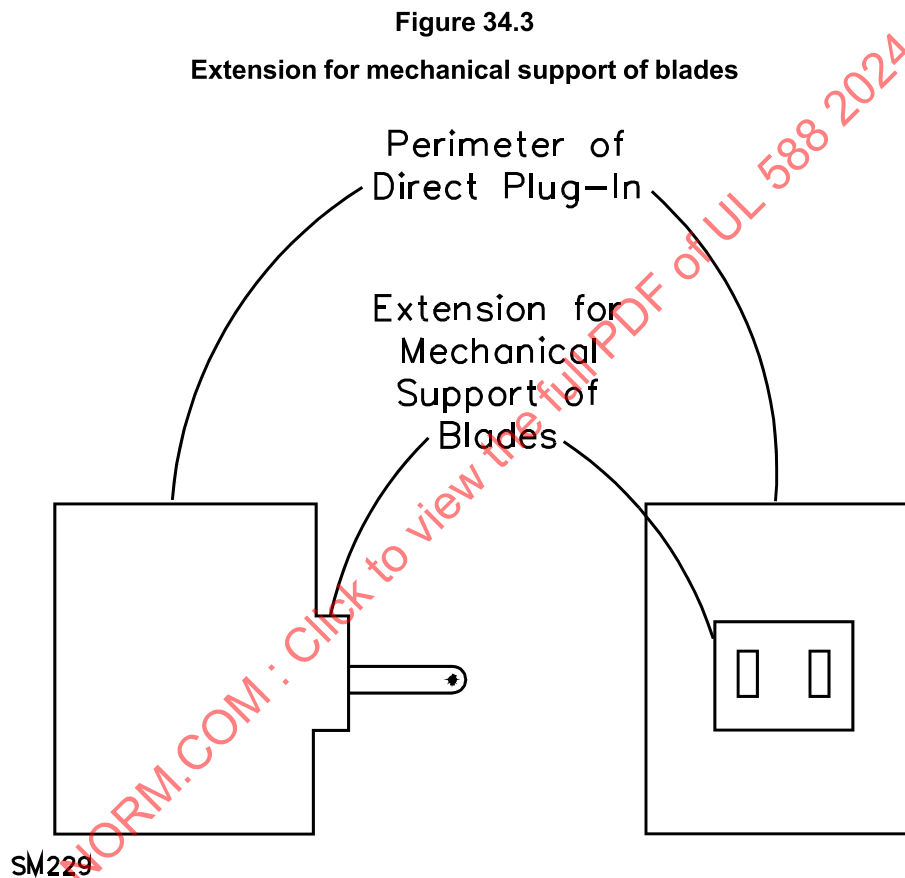 Figure 34.3
Extension for mechanical support of blades
Perimeter of
Direct Plug-In
Extension for
Mechanical
Support of
Blades
SM229
NORM.COM : Click to view the full PDF of UL 588 2024